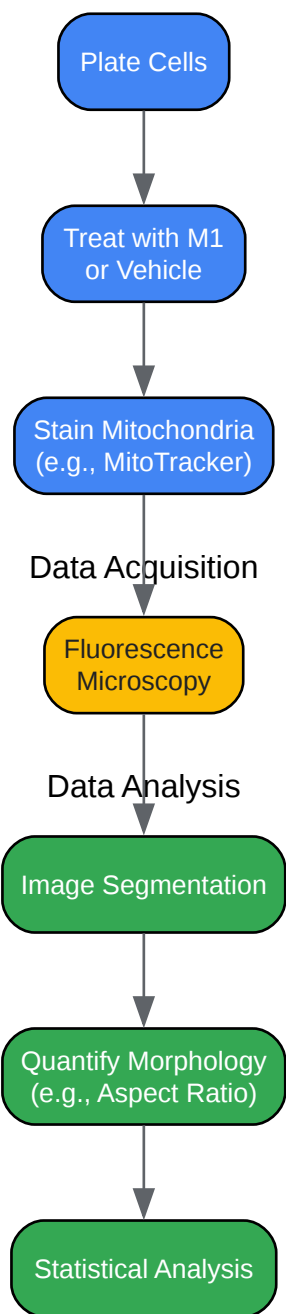 Plate Cells
Treat with M1
or Vehicle
Stain Mitochondria
(e.g., MitoTracker)
Data Acquisition
Fluorescence
Microscopy
Data Analysis
Image Segmentation
Quantify Morphology
(e.g., Aspect Ratio)
Statistical Analysis